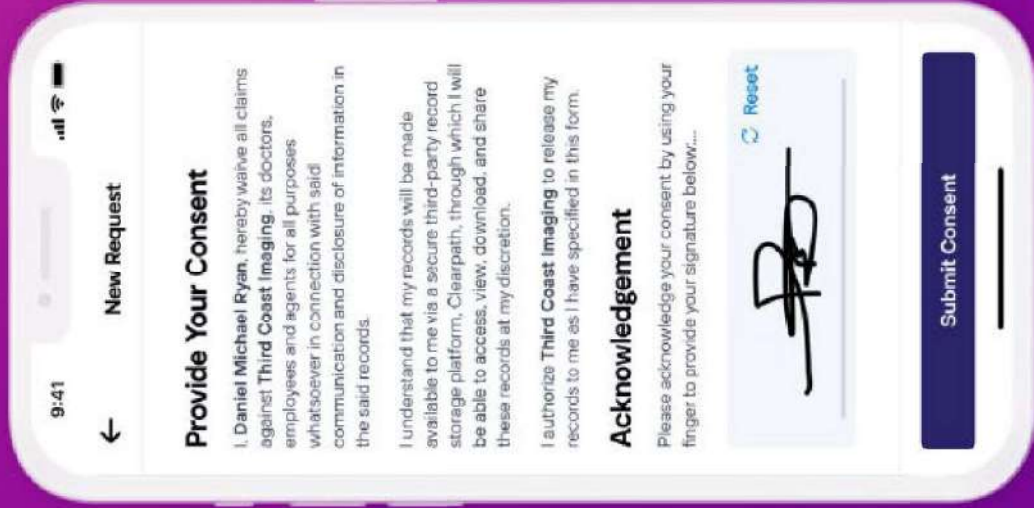 9:41
New Request
Provide Your Consent
I, Daniel Michael Ryan, hereby waive all claims
against Third Coast Imaging, its doctors,
employees and agents for all purposes
whatsoever in connection with said
communication and disclosure of information in
the said records.
I understand that my records will be made
available to me via a secure third-party record
storage platform, Clearpath, through which I will
be able to access, view, download, and share
these records at my discretion.
I authorize Third Coast Imaging to release my
records to me as I have specified in this form.
Acknowledgement
Please acknowledge your consent by using your
finger to provide your signature below....
Reset
Submit Consent